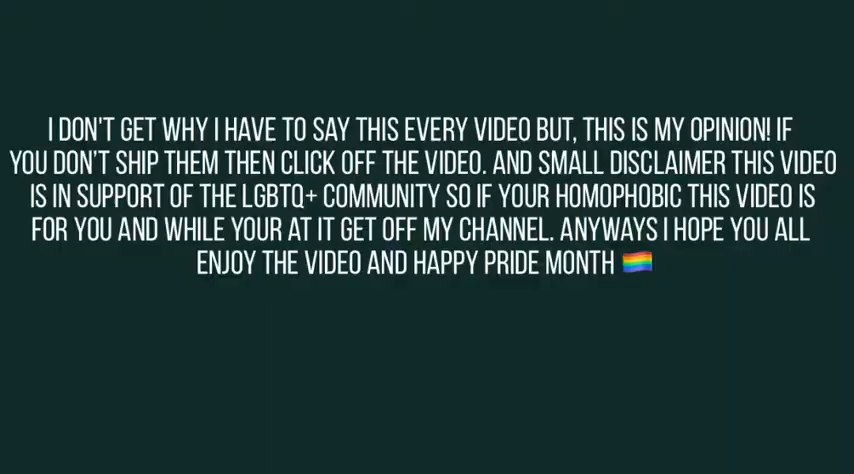 I DON'T GET WHY I HAVE TO SAY THIS EVERY VIDEO BUT, THIS IS MY OPINION! IF
YOU DON'T SHIP THEM THEN CLICK OFF THE VIDEO. AND SMALL DISCLAIMER THIS VIDEO
IS IN SUPPORT OF THE LGBTQ+ COMMUNITY SO IF YOUR HOMOPHOBIC THIS VIDEO IS
FOR YOU AND WHILE YOUR AT IT GET OFF MY CHANNEL. ANYWAYS I HOPE YOU ALL
ENJOY THE VIDEO AND HAPPY PRIDE MONTH 🏳️‍🌈